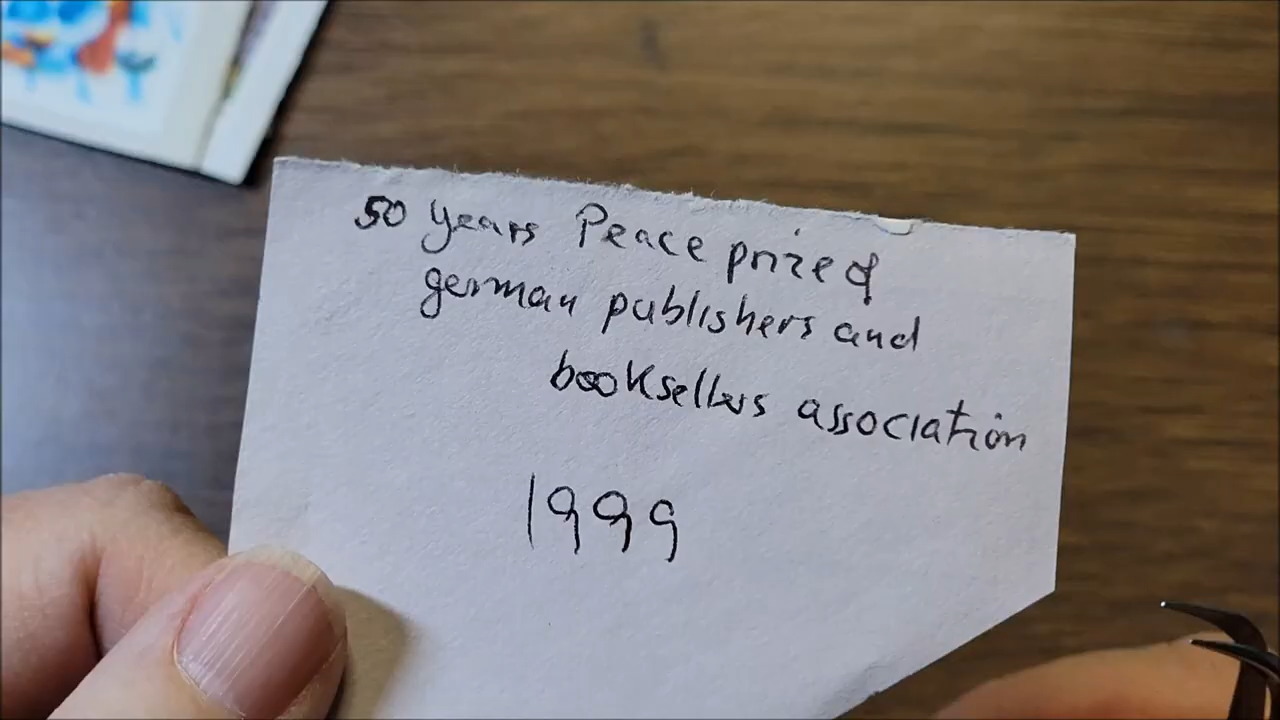 50 years Peace prize of
german publishers and
booksellers association
1999